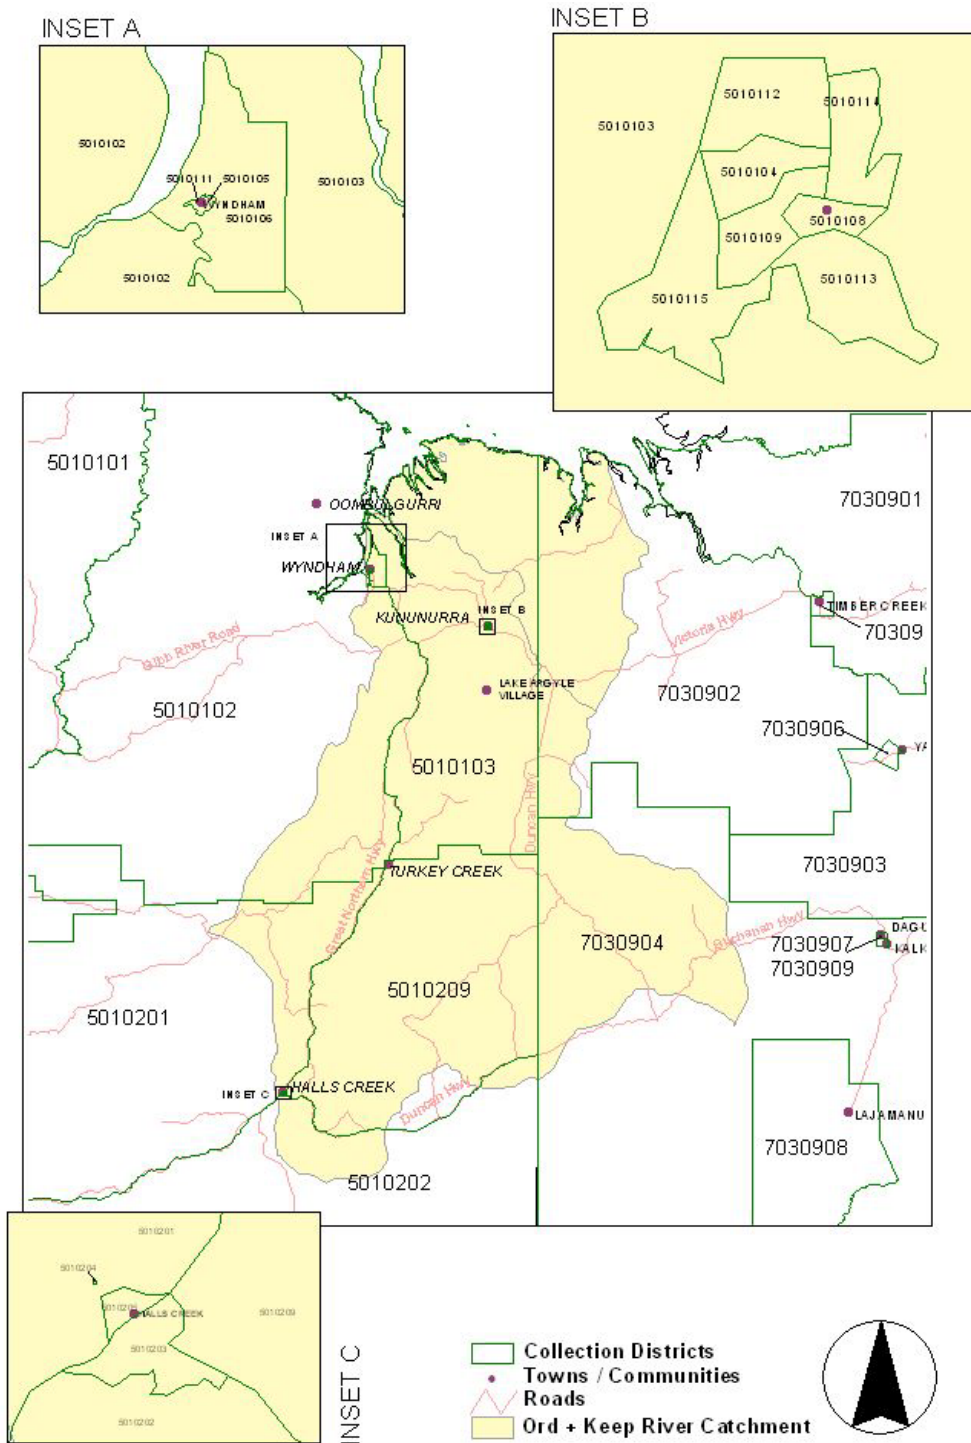 INSET A
INSET B
5010102
5010103
5010111
5010105
WYNDHAM
5010106
5010102
5010112
5010114
5010103
5010104
5010108
5010109
5010113
5010115
5010101
7030901
OOMBULGURRI
INSET A
WYNDHAM
TIMBER CREEK
INSET B
KUNUNURRA
70309
Gibb River Road
Victoria Hwy
LAKE ARGYLE
VILLAGE
7030902
5010102
7030906
YA
5010103
Duncan Hwy
7030903
TURKEY CREEK
Great Northern Hwy
DAGU
7030904
Buchanan Hwy
7030907
KALK
7030909
5010209
5010201
HALLS CREEK
INSET C
Duncan Hwy
LAJAMANU
7030908
5010202
5010201
5010204
5010205
HALLS CREEK
5010209
5010203
5010202
INSET C
Collection Districts
Towns / Communities
Roads
Ord + Keep River Catchment